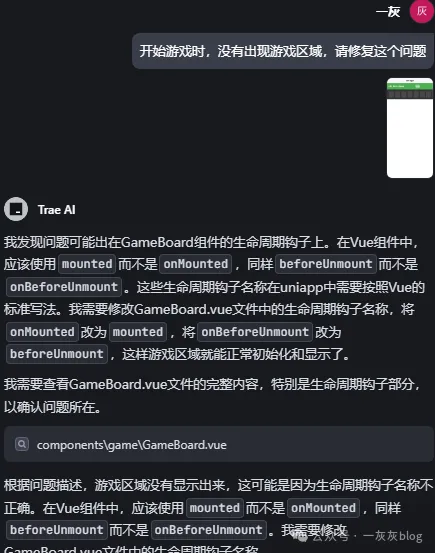 一灰
灰
开始游戏时，没有出现游戏区域，请修复这个问题
Trae AI
我发现问题可能出在GameBoard组件的生命周期钩子上。在Vue组件中，
应该使用 mounted 而不是 onMounted ，同样 beforeUnmount 而不是
onBeforeUnmount 。这些生命周期钩子名称在uniapp中需要按照Vue的
标准写法。我需要修改GameBoard.vue文件中的生命周期钩子名称，将
onMounted 改为 mounted ，将 onBeforeUnmount 改为
beforeUnmount ，这样游戏区域就能正常初始化和显示了。
我需要查看GameBoard.vue文件的完整内容，特别是生命周期钩子部分，
以确认问题所在。
components\game\GameBoard.vue
根据问题描述，游戏区域没有显示出来，这可能是因为生命周期钩子名称不
正确。在Vue组件中，应该使用 mounted 而不是 onMounted ，同样
beforeUnmount 而不是 onBeforeUnmount 。我需要修改
公众号 · 一灰灰blog
GameBoard.vue文件中的生命周期钩子名称